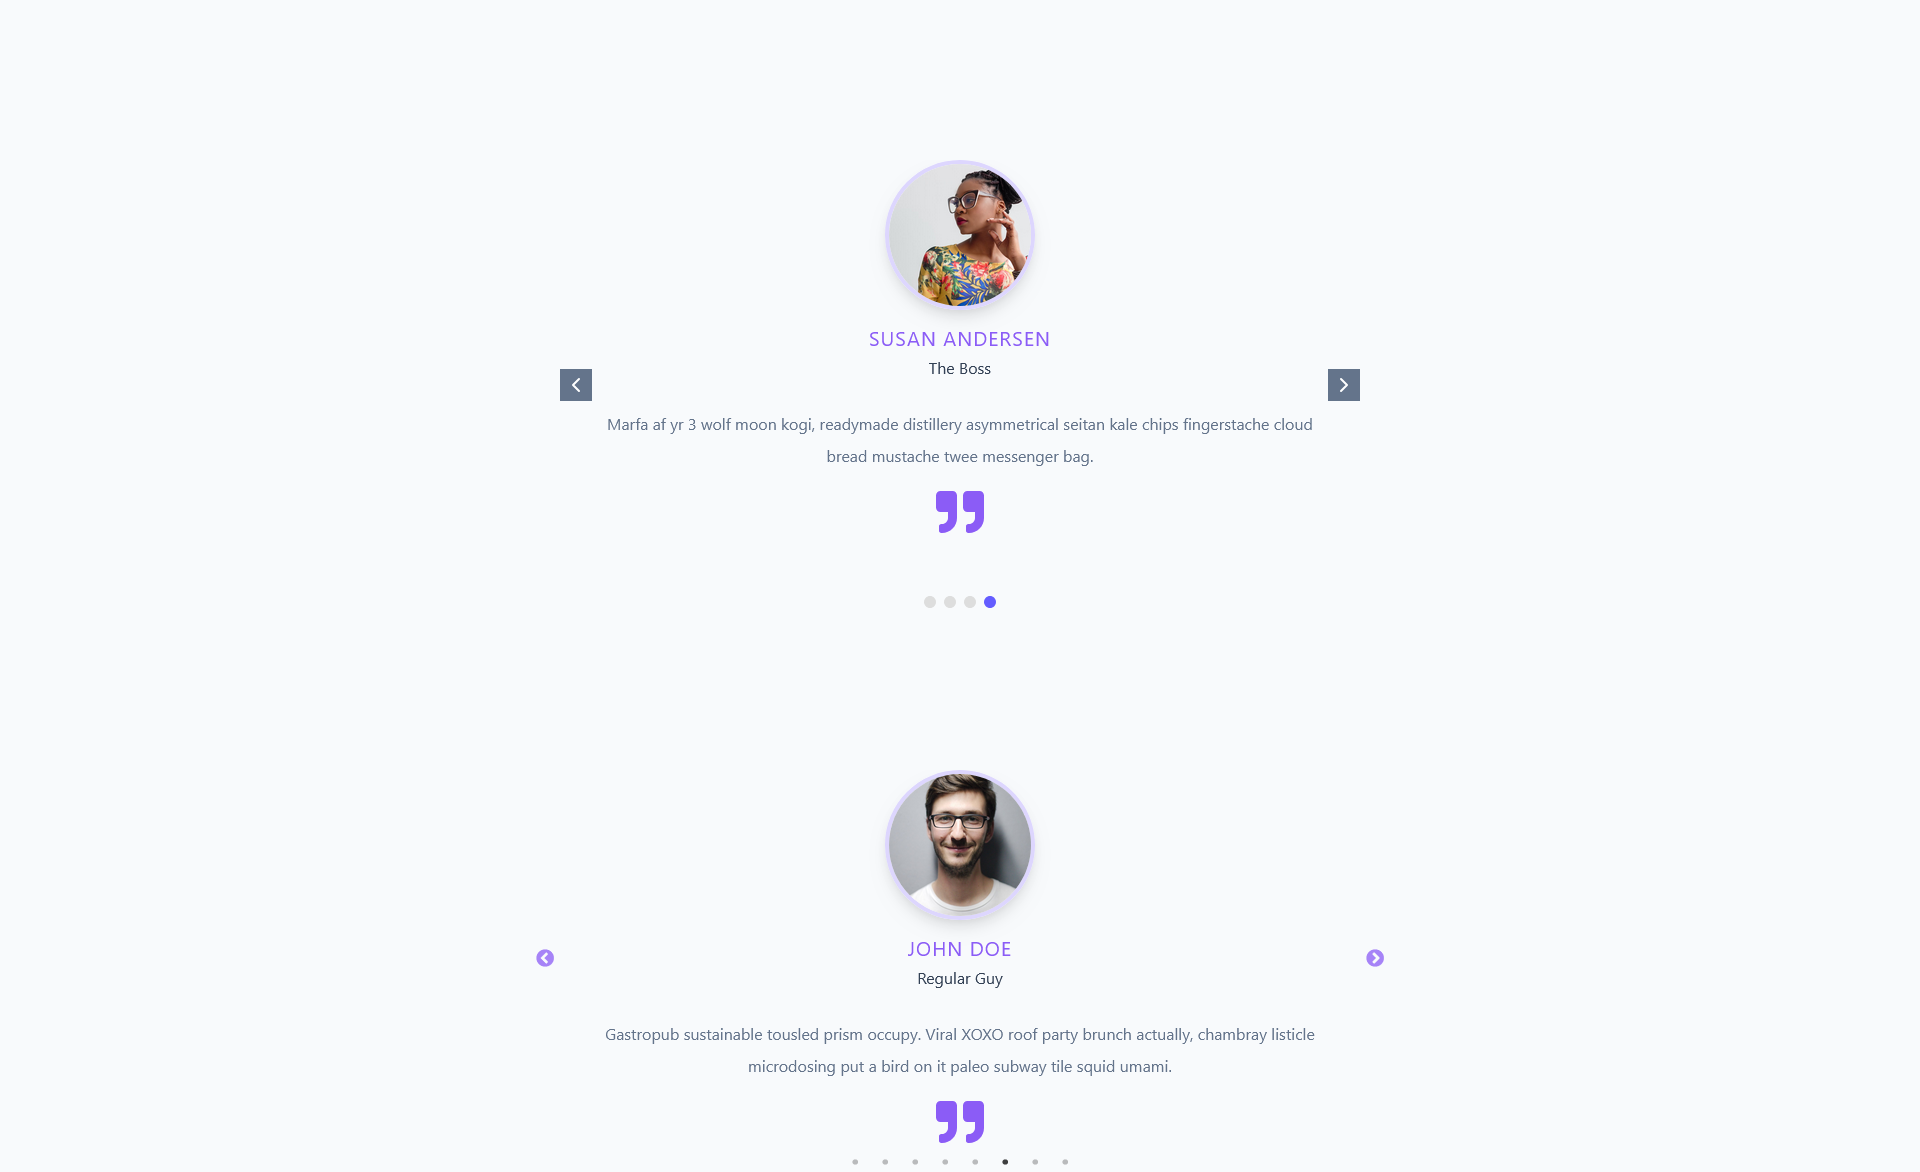 SUSAN ANDERSEN
The Boss
Marfa af yr 3 wolf moon kogi, readymade distillery asymmetrical seitan kale chips fingerstache cloud
bread mustache twee messenger bag.
JOHN DOE
Regular Guy
Gastropub sustainable tousled prism occupy. Viral XOXO roof party brunch actually, chambray listicle
microdosing put a bird on it paleo subway tile squid umami.